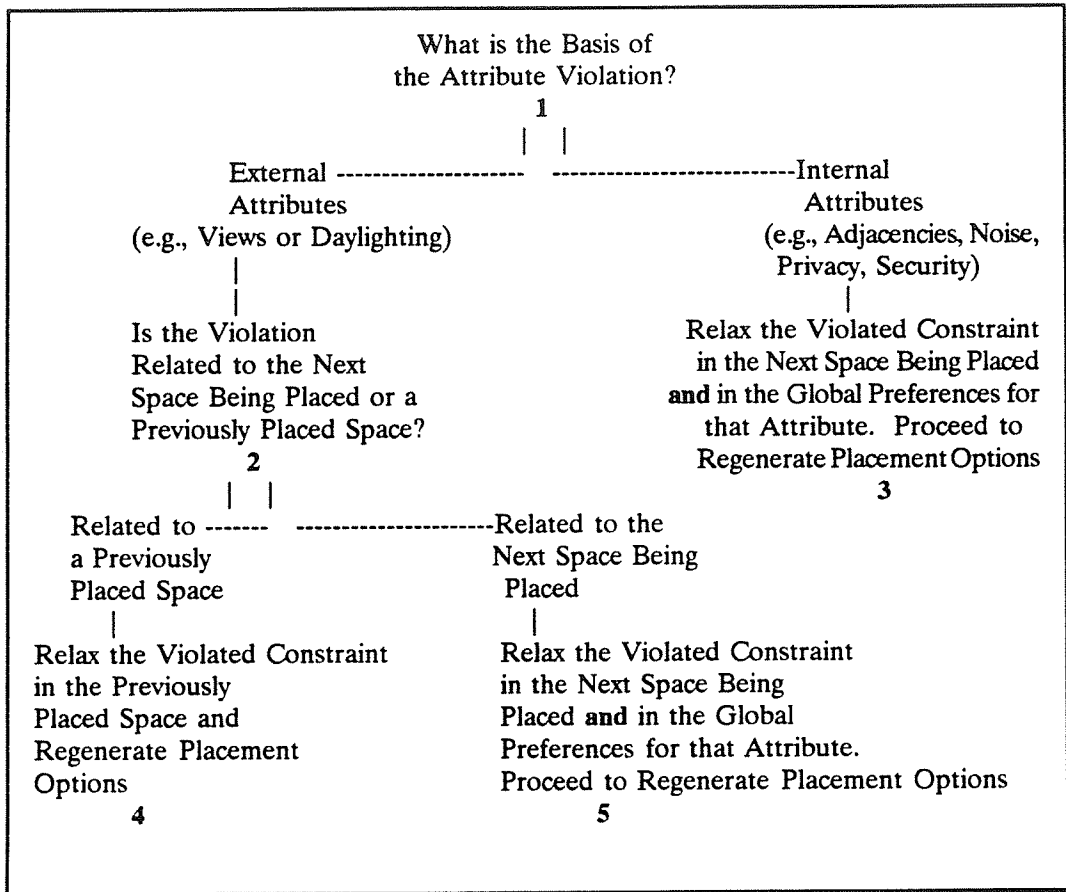 What is the Basis of
the Attribute Violation?
1
External ---------------------- ----------------------------Internal
Attributes
(e.g., Views or Daylighting)
Attributes
(e.g., Adjacencies, Noise,
Privacy, Security)
Is the Violation
Related to the Next
Space Being Placed or a
Previously Placed Space?
2
Relax the Violated Constraint
in the Next Space Being Placed
and in the Global Preferences for
that Attribute. Proceed to
Regenerate Placement Options
3
Related to ------- ----------------------Related to the
a Previously
Placed Space
Next Space Being
Placed
Relax the Violated Constraint
in the Previously
Placed Space and
Regenerate Placement
Options
4
Relax the Violated Constraint
in the Next Space Being
Placed and in the Global
Preferences for that Attribute.
Proceed to Regenerate Placement Options
5